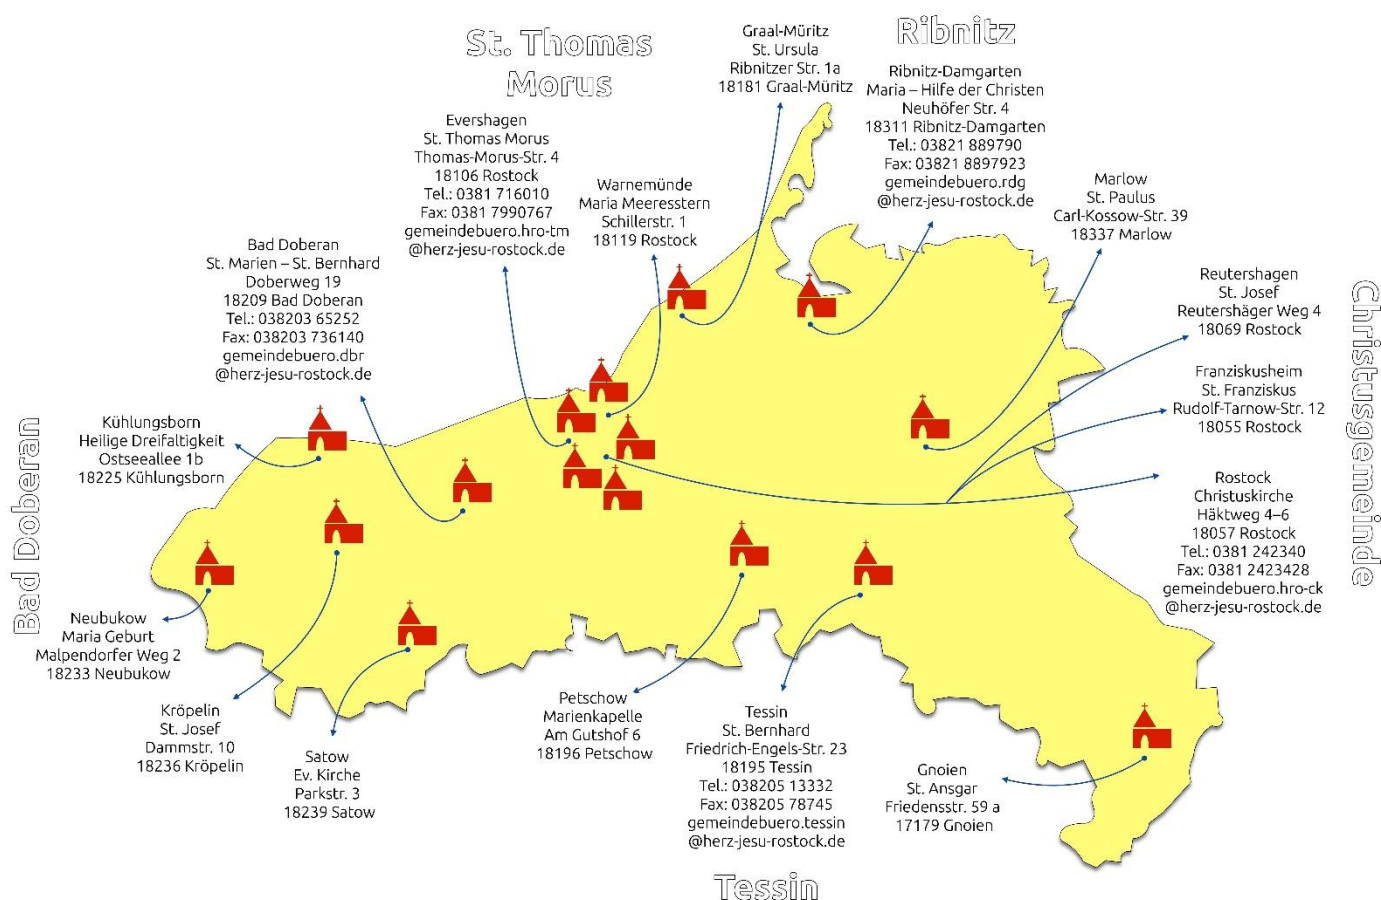 St. Thomas
Morus
Evershagen
St. Thomas Morus
Thomas-Morus-Str. 4
18106 Rostock
Tel.: 0381 716010
Fax: 0381 7990767
gemeindebuero.hro-tm
@herz-jesu-rostock.de
Warnemünde
Maria Meeresstern
Schillerstr. 1
18119 Rostock
Graal-Müritz
St. Ursula
Ribnitzer Str. 1a
18181 Graal-Müritz
Ribnitz
Ribnitz-Damgarten
Maria – Hilfe der Christen
Neuhöfer Str. 4
18311 Ribnitz-Damgarten
Tel.: 03821 889790
Fax: 03821 8897923
gemeindebuero.rdg
@herz-jesu-rostock.de
Marlow
St. Paulus
Carl-Kossow-Str. 39
18337 Marlow
Christusgemeinde
Reutershagen
St. Josef
Reutershäger Weg 4
18069 Rostock
Franziskusheim
St. Franziskus
Rudolf-Tarnow-Str. 12
18055 Rostock
Rostock
Christuskirche
Häktweg 4–6
18057 Rostock
Tel.: 0381 242340
Fax: 0381 2423428
gemeindebuero.hro-ck
@herz-jesu-rostock.de
Bad Doberan
Bad Doberan
St. Marien – St. Bernhard
Doberweg 19
18209 Bad Doberan
Tel.: 038203 65252
Fax: 038203 736140
gemeindebuero.dbr
@herz-jesu-rostock.de
Kühlungsborn
Heilige Dreifaltigkeit
Ostseeallee 1b
18225 Kühlungsborn
Neubukow
Maria Geburt
Malpendorfer Weg 2
18233 Neubukow
Kröpelin
St. Josef
Dammstr. 10
18236 Kröpelin
Satow
Ev. Kirche
Parkstr. 3
18239 Satow
Petschow
Marienkapelle
Am Gutshof 6
18196 Petschow
Tessin
St. Bernhard
Friedrich-Engels-Str. 23
18195 Tessin
Tel.: 038205 13332
Fax: 038205 78745
gemeindebuero.tessin
@herz-jesu-rostock.de
Gnoien
St. Ansgar
Friedensstr. 59 a
17179 Gnoien
Tessin